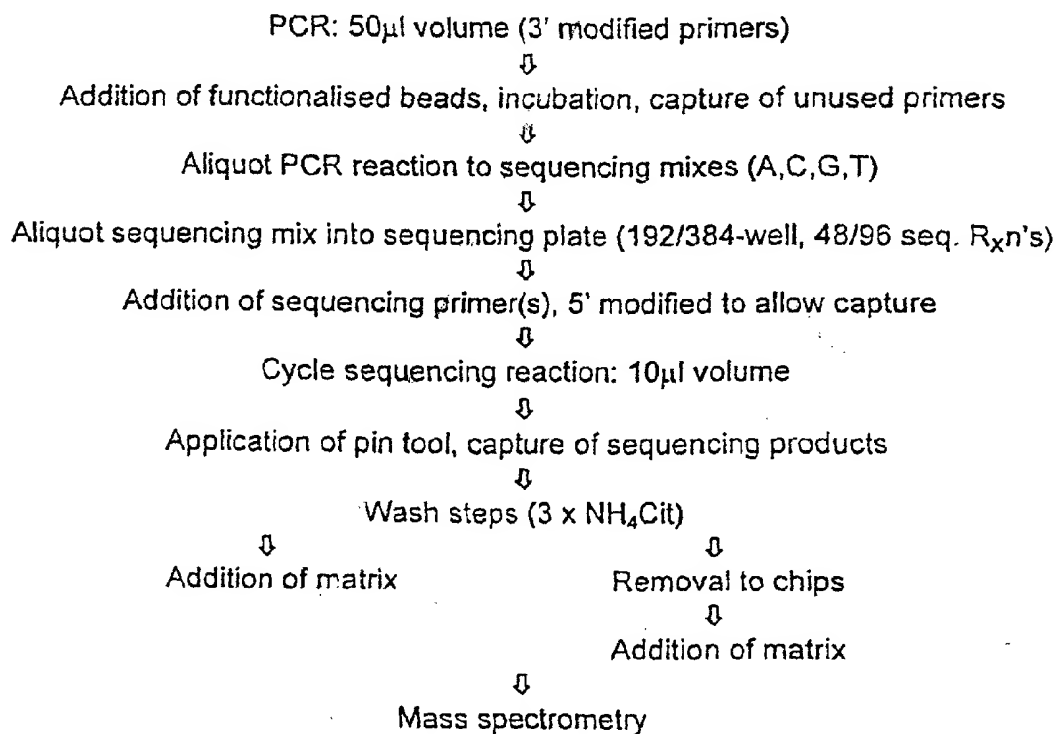 PCR: 50µl volume (3' modified primers)
⇩
Addition of functionalised beads, incubation, capture of unused primers
⇩
Aliquot PCR reaction to sequencing mixes (A,C,G,T)
⇩
Aliquot sequencing mix into sequencing plate (192/384-well, 48/96 seq. RXn's)
⇩
Addition of sequencing primer(s), 5' modified to allow capture
⇩
Cycle sequencing reaction: 10µl volume
⇩
Application of pin tool, capture of sequencing products
⇩
Wash steps (3 x NH4Cit)
⇩ ⇩
Addition of matrix Removal to chips
⇩
Addition of matrix
⇩
Mass spectrometry